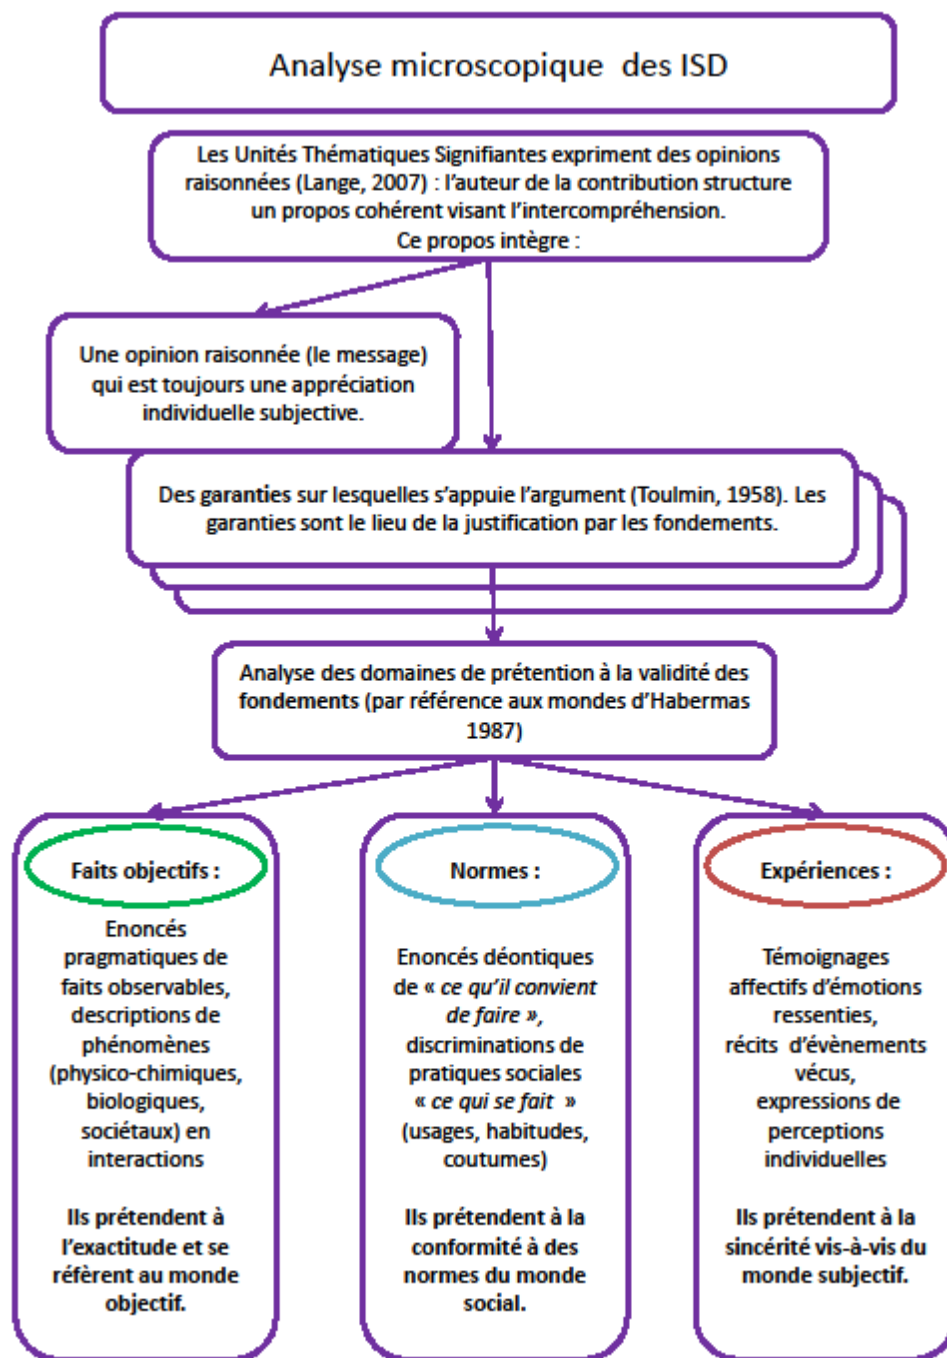 Analyse microscopique des ISD
Les Unités Thématiques Signifiantes expriment des opinions
raisonnées (Lange, 2007) : l'auteur de la contribution structure
un propos cohérent visant l'intercompréhension.
Ce propos intègre :
Une opinion raisonnée (le message)
qui est toujours une appréciation
individuelle subjective.
Des garanties sur lesquelles s'appuie l'argument (Toulmin, 1958). Les
garanties sont le lieu de la justification par les fondements.
Analyse des domaines de prétention à la validité des
fondements (par référence aux mondes d'Habermas
1987)
Faits objectifs :
Enoncés
pragmatiques de
faits observables,
descriptions de
phénomènes
(physico-chimiques,
biologiques,
sociétaux) en
interactions
Ils prétendent à
l'exactitude et se
réfèrent au monde
objectif.
Normes :
Enoncés déontiques
de « ce qu'il convient
de faire »,
discriminations de
pratiques sociales
« ce qui se fait »
(usages, habitudes,
coutumes)
Ils prétendent à la
conformité à des
normes du monde
social.
Expériences :
Témoignages
affectifs d'émotions
ressenties,
récits d'évènements
vécus,
expressions de
perceptions
individuelles
Ils prétendent à la
sincérité vis-à-vis du
monde subjectif.